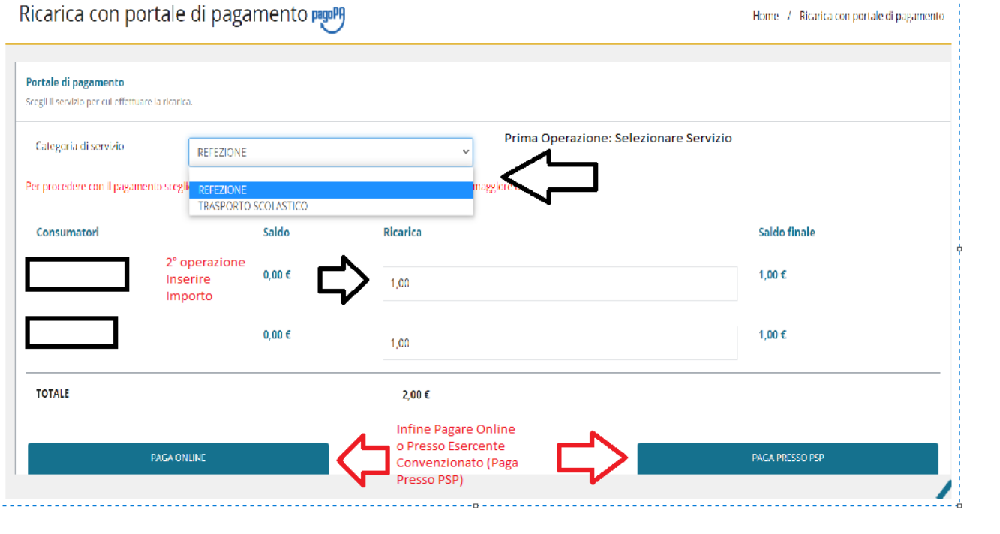 Ricarica con portale di pagamento pagoPA
Home / Ricarica con portale di pagamento
Portale di pagamento
Scegli il servizio per cui effettuare la ricarica.
Categoria di servizio
REFEZIONE
Prima Operazione: Selezionare Servizio
Per procedere con il pagamento scegli maggiore
REFEZIONE
TRASPORTO SCOLASTICO
Consumatori Saldo Ricarica Saldo finale
2° operazione
Inserire
Importo
0,00 € 1,00 1,00 €
0,00 € 1,00 1,00 €
TOTALE 2,00 €
Infine Pagare Online
o Presso Esercente
Convenzionato (Paga
Presso PSP)
PAGA ONLINE
PAGA PRESSO PSP